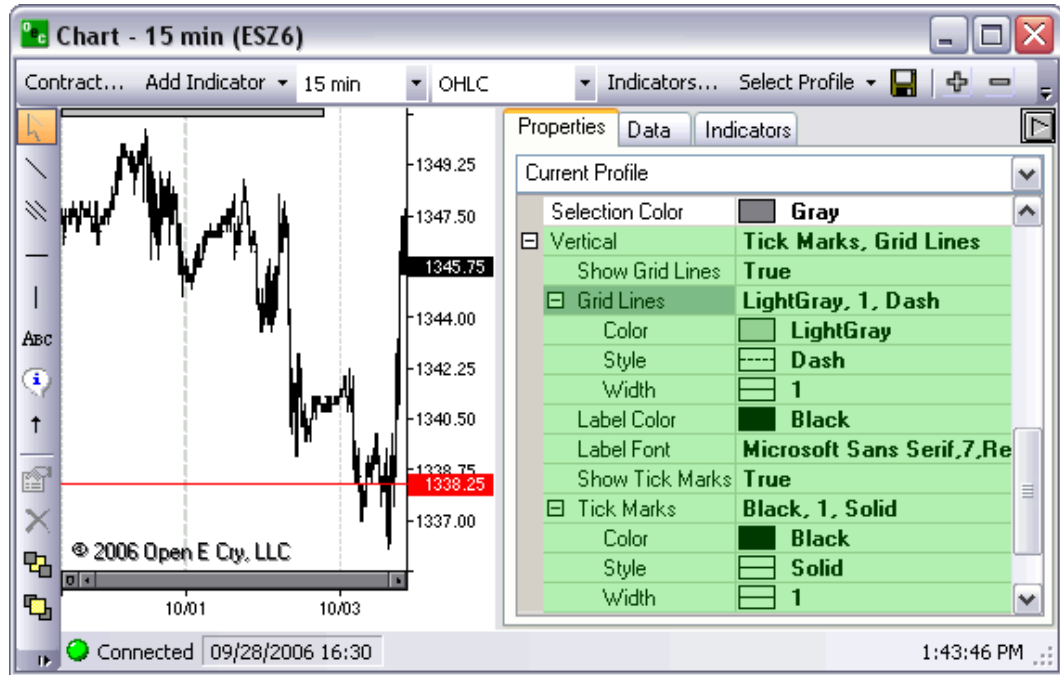 Oec Chart - 15 min (ESZ6)
Contract... Add Indicator 15 min OHLC Indicators... Select Profile
Properties Data Indicators
Current Profile
Selection Color Gray
Vertical Tick Marks, Grid Lines
Show Grid Lines True
Grid Lines LightGray, 1, Dash
Color LightGray
Style Dash
Width 1
Label Color Black
Label Font Microsoft Sans Serif,7,Re
Show Tick Marks True
Tick Marks Black, 1, Solid
Color Black
Style Solid
Width 1
ABC
1349.25
1347.50
1345.75
1344.00
1342.25
1340.50
1338.75
1338.25
1337.00
© 2006 Open E Cry, LLC
10/01 10/03
Connected 09/28/2006 16:30 1:43:46 PM